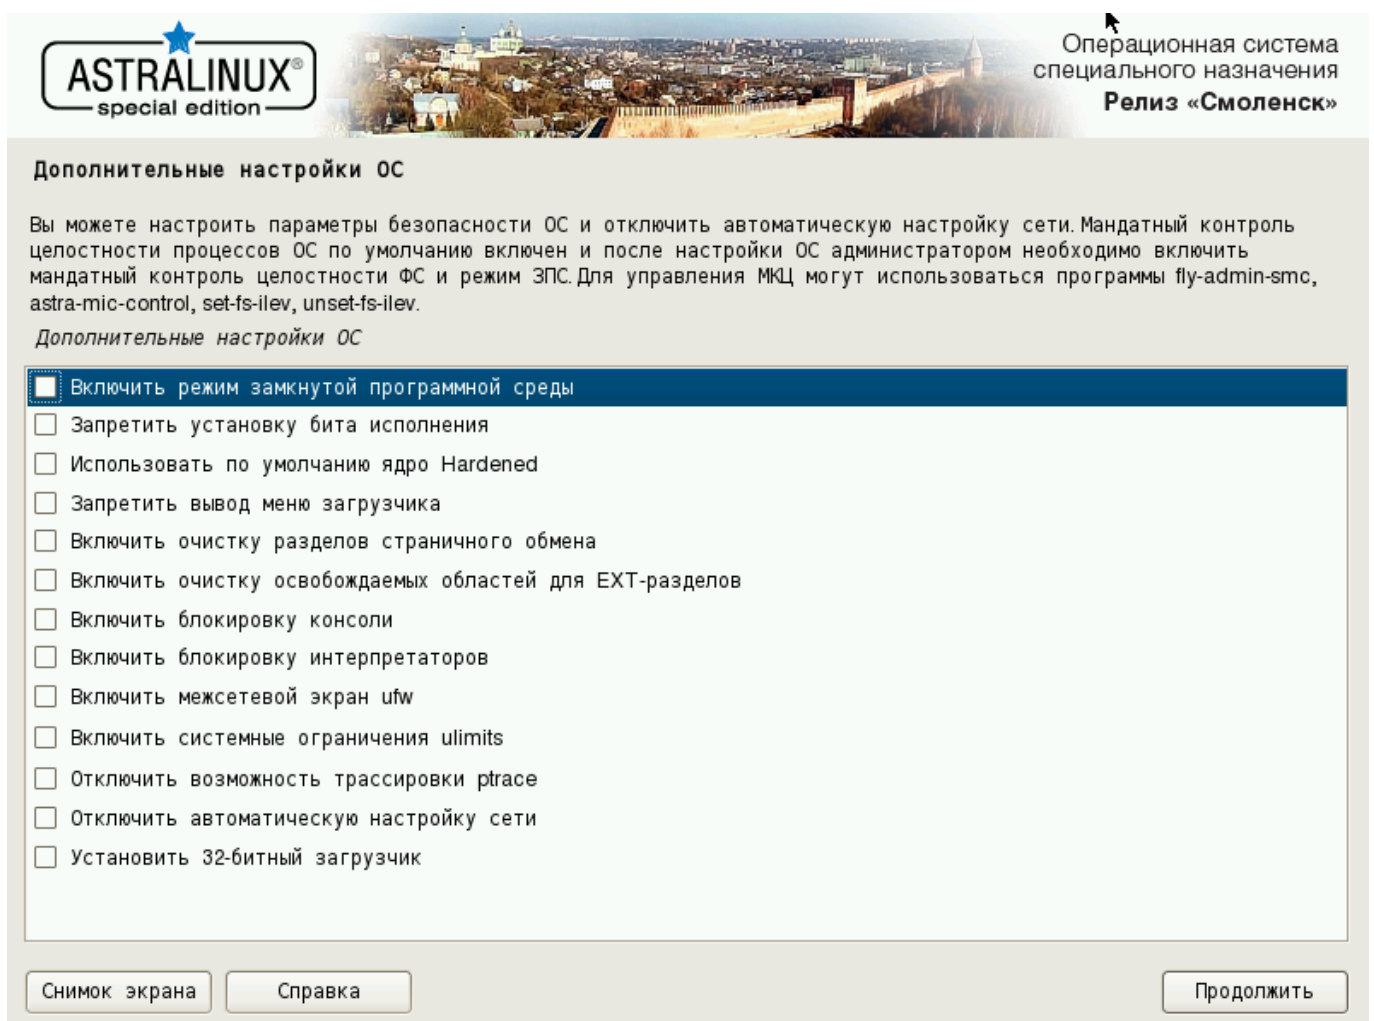 ASTRALINUX®
special edition
Операционная система
специального назначения
Релиз «Смоленск»
Дополнительные настройки ОС
Вы можете настроить параметры безопасности ОС и отключить автоматическую настройку сети. Мандатный контроль
целостности процессов ОС по умолчанию включен и после настройки ОС администратором необходимо включить
мандатный контроль целостности ФС и режим ЗПС. Для управления МКЦ могут использоваться программы fly-admin-smc,
astra-mic-control, set-fs-ilev, unset-fs-ilev.
Дополнительные настройки ОС
Включить режим замкнутой программной среды
Запретить установку бита исполнения
Использовать по умолчанию ядро Hardened
Запретить вывод меню загрузчика
Включить очистку разделов страничного обмена
Включить очистку освобождаемых областей для EXT-разделов
Включить блокировку консоли
Включить блокировку интерпретаторов
Включить межсетевой экран ufw
Включить системные ограничения ulimits
Отключить возможность трассировки ptrace
Отключить автоматическую настройку сети
Установить 32-битный загрузчик
Снимок экрана
Справка
Продолжить